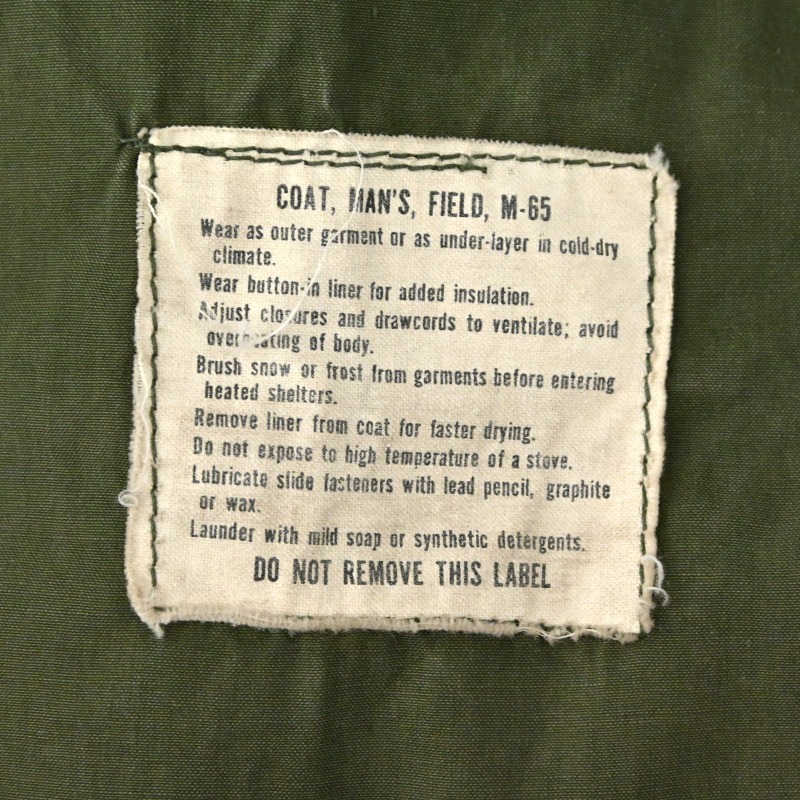 COAT, MAN'S, FIELD, M-65
Wear as outer garment or as under-layer in cold-dry
climate.
Wear button-in liner for added insulation.
Adjust closures and drawcords to ventilate; avoid
overheating of body.
Brush snow or frost from garments before entering
heated shelters.
Remove liner from coat for faster drying.
Do not expose to high temperature of a stove.
Lubricate slide fasteners with lead pencil, graphite
or wax.
Launder with mild soap or synthetic detergents.
DO NOT REMOVE THIS LABEL